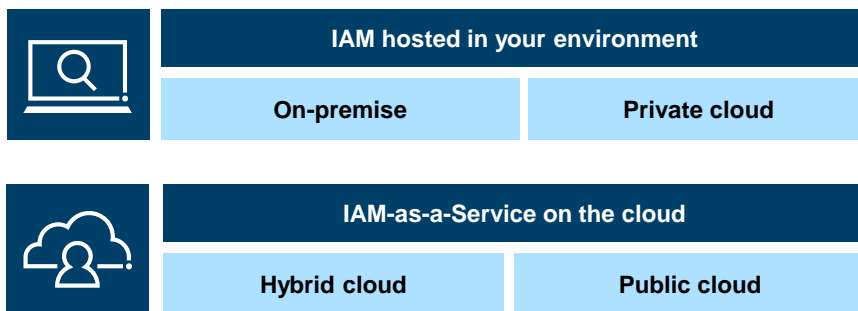 IAM hosted in your environment
On-premise
Private cloud
IAM-as-a-Service on the cloud
Hybrid cloud
Public cloud